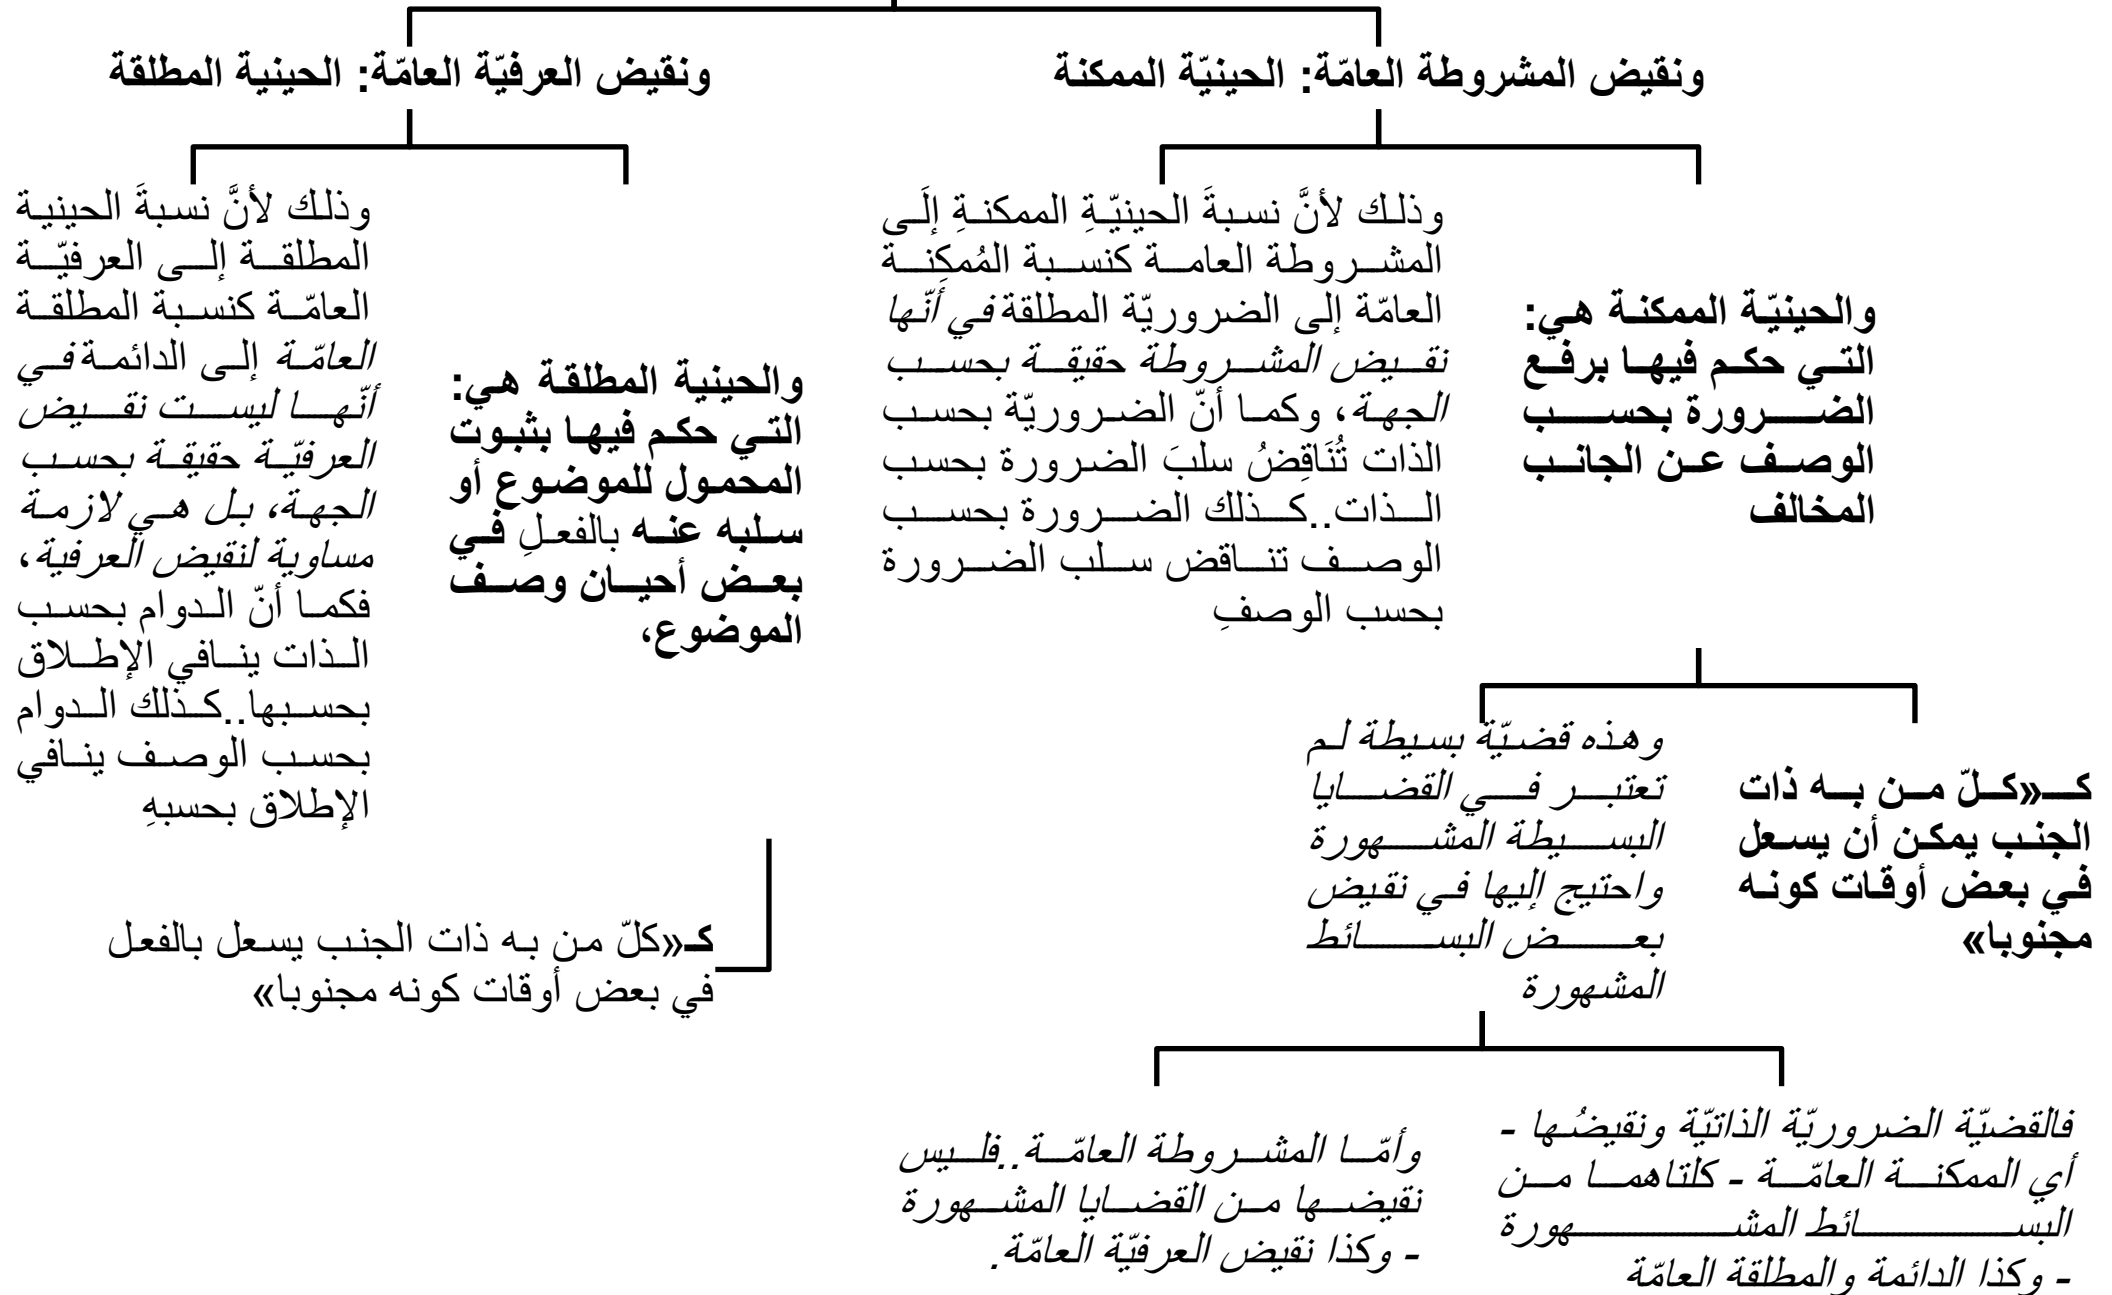 ونقيض المشروطة العامّة: الحينيّة الممكنة
ونقيض العرفيّة العامّة: الحينية المطلقة
والحينيّة الممكنة هي:
التي حكم فيها برفع
الضرورة بحسب
الوصف عن الجانب
المخالف
وذلك لأنَّ نسبةَ الحينيّةِ الممكنةِ إلَى
المشروطة العامة كنسبة المُمكِنة
العامّة إلى الضروريّة المطلقة في أنّها
نقيض المشروطة حقيقة بحسب
الجهة، وكما أنّ الضروريّة بحسب
الذات تُنَاقِضُ سلبَ الضرورة بحسب
الذات..كذلك الضرورة بحسب
الوصف تناقض سلب الضرورة
بحسب الوصفِ
كـ«كلّ من به ذات
الجنب يمكن أن يسعل
في بعض أوقات كونه
مجنوبا»
وهذه قضيّة بسيطة لم
تعتبر في القضايا
البسيطة المشهورة
واحتيج إليها في نقيض
بعض البسائط
المشهورة
فالقضيّة الضروريّة الذاتيّة ونقيضُها -
أي الممكنة العامّة - كلتاهما من
البسائط المشهورة
- وكذا الدائمة والمطلقة العامّة
وأمّا المشروطة العامّة..فليس
نقيضها من القضايا المشهورة
- وكذا نقيض العرفيّة العامّة.
والحينية المطلقة هي:
التي حكم فيها بثبوت
المحمول للموضوع أو
سلبه عنه بالفعلِ في
بعض أحيان وصف
الموضوع،
وذلك لأنَّ نسبةَ الحينية
المطلقة إلى العرفيّة
العامّة كنسبة المطلقة
العامّة إلى الدائمة في
أنّها ليست نقيض
العرفيّة حقيقة بحسب
الجهة، بل هي لازمة
مساوية لنقيض العرفية،
فكما أنّ الدوام بحسب
الذات ينافي الإطلاق
بحسبها..كذلك الدوام
بحسب الوصف ينافي
الإطلاق بحسبهِ
كـ«كلّ من به ذات الجنب يسعل بالفعل
في بعض أوقات كونه مجنوبا»